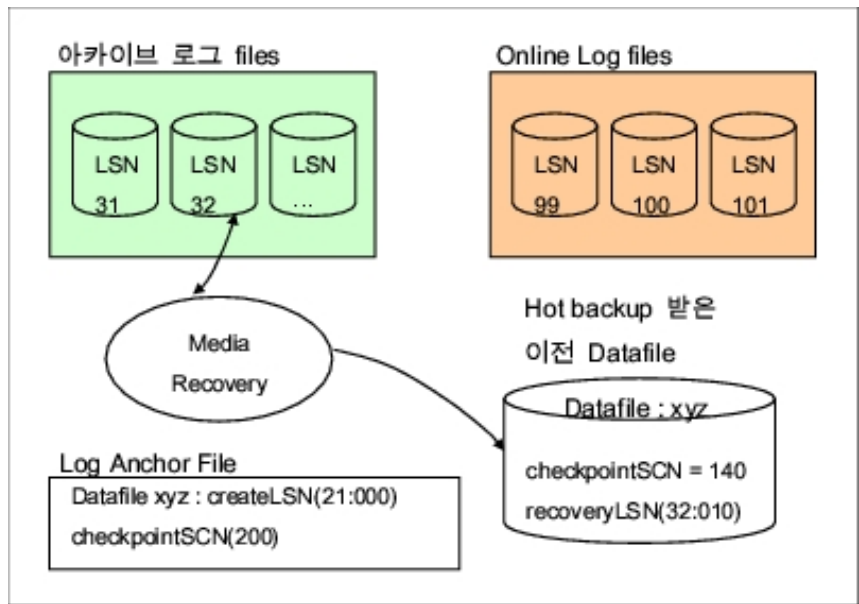 아카이브 로그 files
LSN
31
LSN
32
LSN
...
Online Log files
LSN
99
LSN
100
LSN
101
Media
Recovery
Hot backup 받은
이전 Datafile
Datafile : xyz
checkpointSCN = 140
recoveryLSN(32:010)
Log Anchor File
Datafile xyz : createLSN(21:000)
checkpointSCN(200)